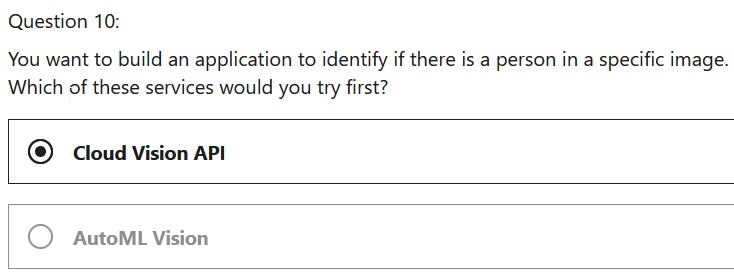 Question 10:
You want to build an application to identify if there is a person in a specific image.
Which of these services would you try first?
Cloud Vision API
AutoML Vision